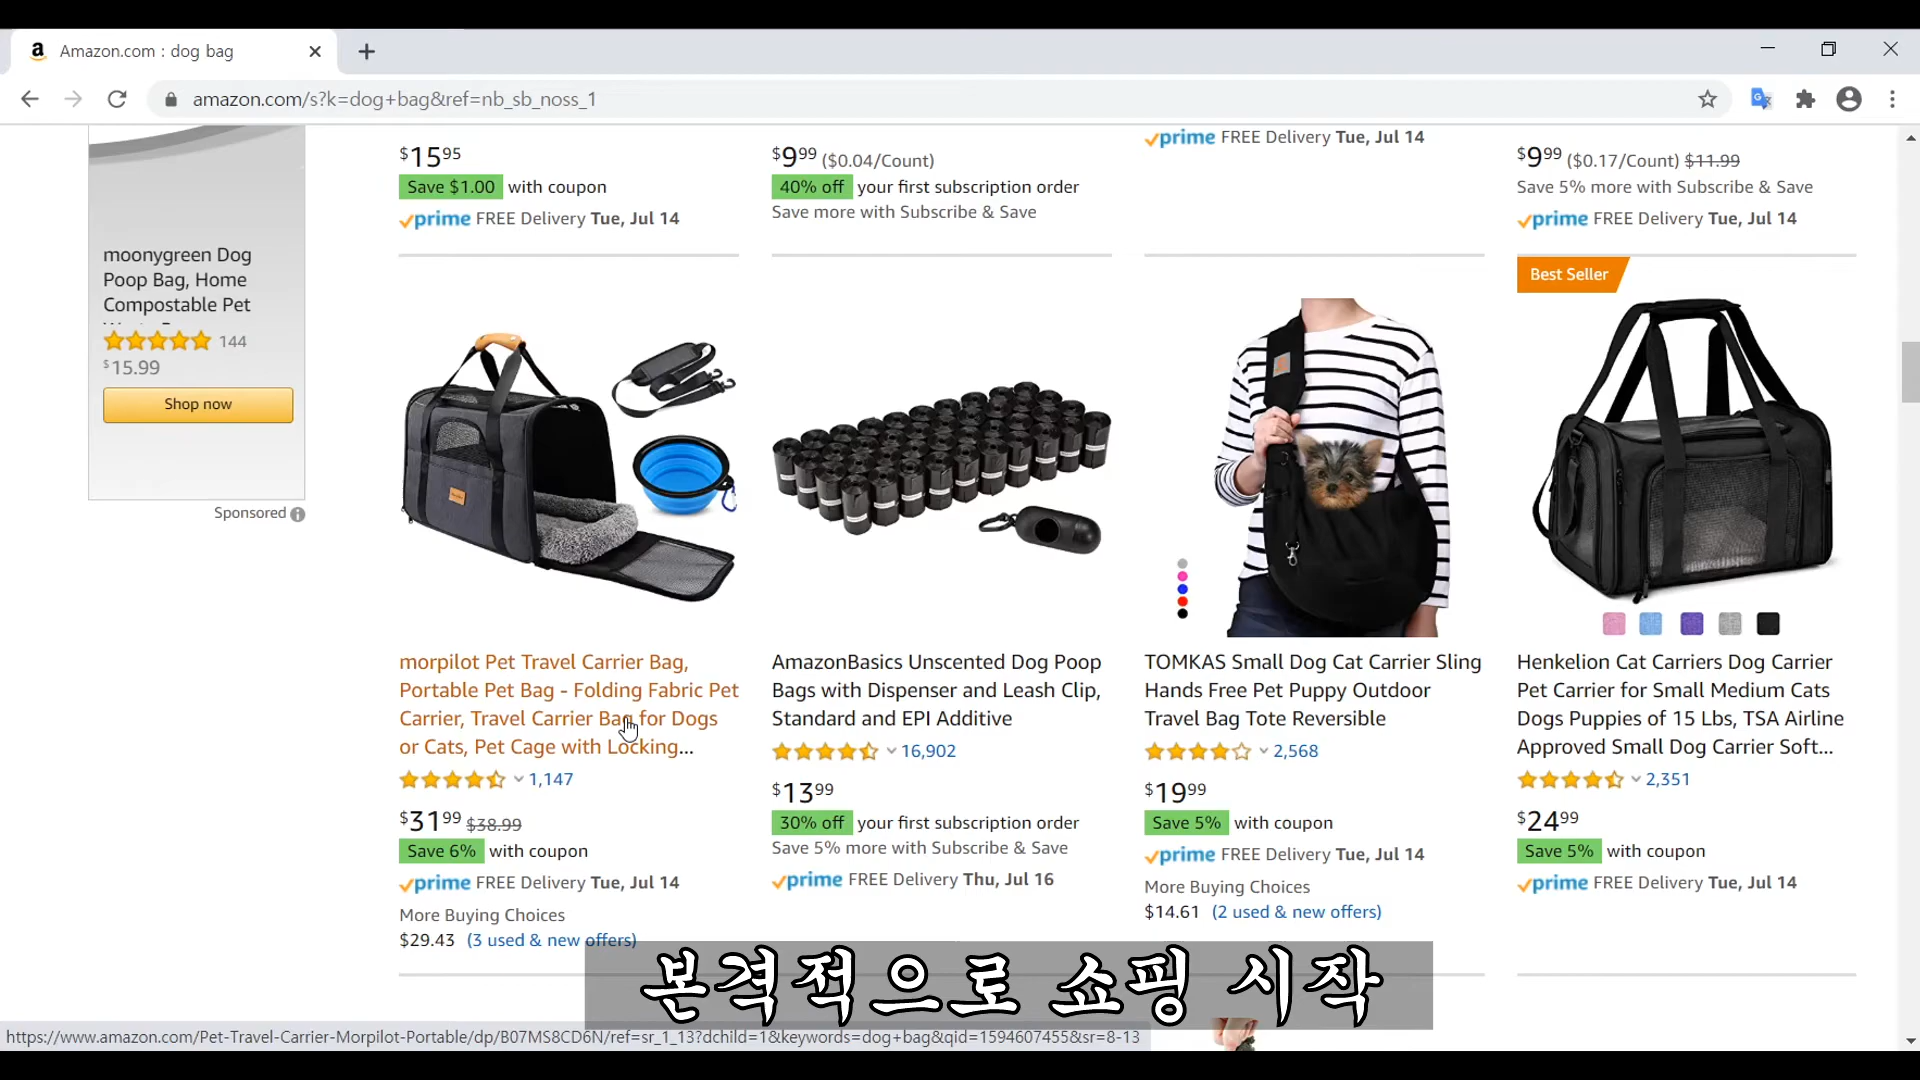 Amazon.com : dog bag
amazon.com/s?k=dog+bag&ref=nb_sb_noss_1
moonygreen Dog
Poop Bag, Home
Compostable Pet
144
$15.99
Shop now
Sponsored
$15.95
Save $1.00 with coupon
prime FREE Delivery Tue, Jul 14
$9.99 ($0.04/Count)
40% off your first subscription order
Save more with Subscribe & Save
prime FREE Delivery Tue, Jul 14
$9.99 ($0.17/Count) $11.99
Save 5% more with Subscribe & Save
prime FREE Delivery Tue, Jul 14
morpilot Pet Travel Carrier Bag,
Portable Pet Bag - Folding Fabric Pet
Carrier, Travel Carrier Bag for Dogs
or Cats, Pet Cage with Locking...
1,147
$31.99 $38.99
Save 6% with coupon
prime FREE Delivery Tue, Jul 14
More Buying Choices
$29.43 (3 used & new offers)
AmazonBasics Unscented Dog Poop
Bags with Dispenser and Leash Clip,
Standard and EPI Additive
16,902
$13.99
30% off your first subscription order
Save 5% more with Subscribe & Save
prime FREE Delivery Thu, Jul 16
TOMKAS Small Dog Cat Carrier Sling
Hands Free Pet Puppy Outdoor
Travel Bag Tote Reversible
2,568
$19.99
Save 5% with coupon
prime FREE Delivery Tue, Jul 14
More Buying Choices
$14.61 (2 used & new offers)
Best Seller
Henkelion Cat Carriers Dog Carrier
Pet Carrier for Small Medium Cats
Dogs Puppies of 15 Lbs, TSA Airline
Approved Small Dog Carrier Soft...
2,351
$24.99
Save 5% with coupon
prime FREE Delivery Tue, Jul 14
본격적으로 쇼핑 시작
https://www.amazon.com/Pet-Travel-Carrier-Morpilot-Portable/dp/B07MS8CD6N/ref=sr_1_13?dchild=1&keywords=dog+bag&qid=1594607455&sr=8-13